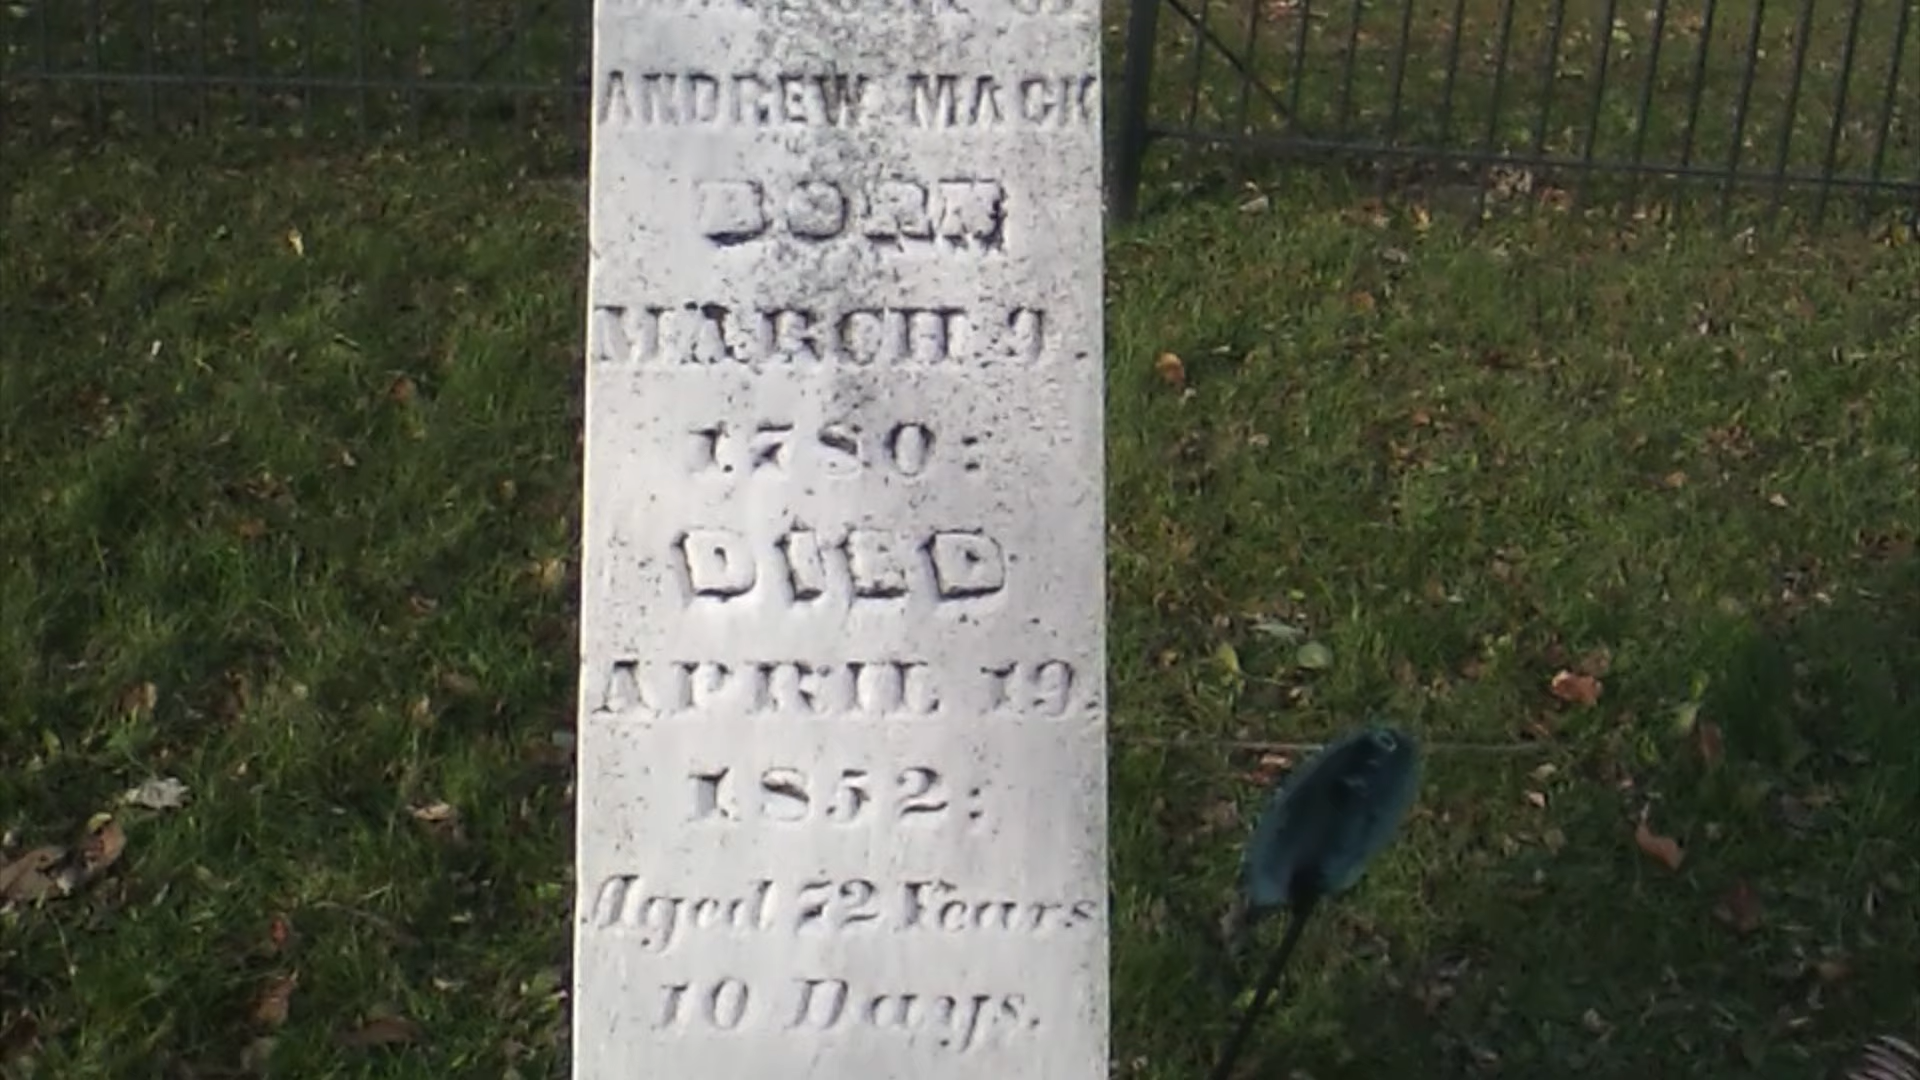 ANDREW MACK
BORN
MARCH 9.
1780:
DIED
APRIL 19.
1852:
Aged 72 Years
10 Days.